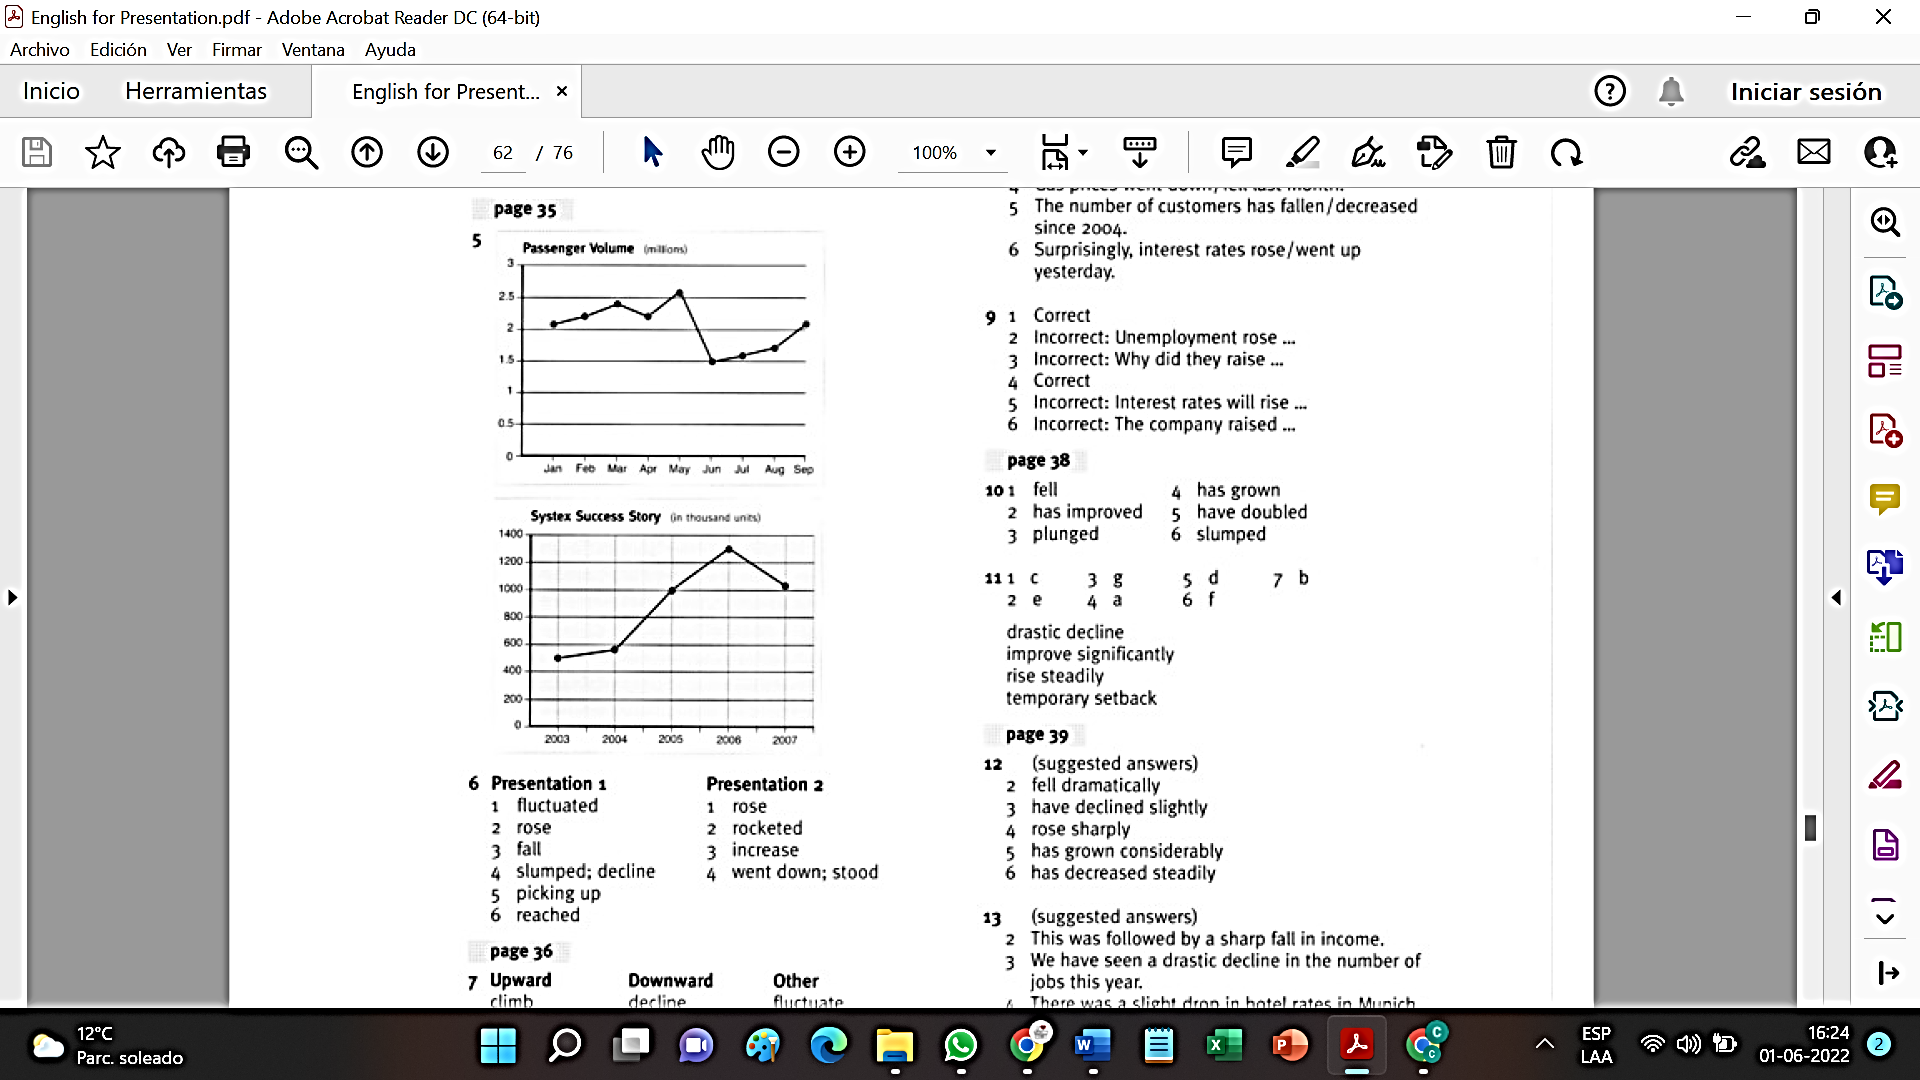 English for Presentation.pdf - Adobe Acrobat Reader DC (64-bit)
Archivo Edición Ver Firmar Ventana Ayuda
Inicio Herramientas English for Present... Iniciar sesión
62 / 76 100%
page 35
5 Passenger Volume (millions)
3
2.5
2
1.5
1
0.5
0
Jan Feb Mar Apr May Jun Jul Aug Sep
Systex Success Story (in thousand units)
1400
1200
1000
800
600
400
200
0
2003 2004 2005 2006 2007
6 Presentation 1
1 fluctuated
2 rose
3 fall
4 slumped; decline
5 picking up
6 reached
Presentation 2
1 rose
2 rocketed
3 increase
4 went down; stood
page 36
7 Upward Downward Other
climb decline fluctuate
4 Gas prices went down/fell last month.
5 The number of customers has fallen/decreased
since 2004.
6 Surprisingly, interest rates rose/went up
yesterday.
9 1 Correct
2 Incorrect: Unemployment rose ...
3 Incorrect: Why did they raise ...
4 Correct
5 Incorrect: Interest rates will rise ...
6 Incorrect: The company raised ...
page 38
10 1 fell 4 has grown
2 has improved 5 have doubled
3 plunged 6 slumped
11 1 c 3 g 5 d 7 b
2 e 4 a 6 f
drastic decline
improve significantly
rise steadily
temporary setback
page 39
12 (suggested answers)
2 fell dramatically
3 have declined slightly
4 rose sharply
5 has grown considerably
6 has decreased steadily
13 (suggested answers)
2 This was followed by a sharp fall in income.
3 We have seen a drastic decline in the number of
jobs this year.
4 There was a slight drop in hotel rates in Munich
12°C
Parc. soleado
ESP
LAA
16:24
01-06-2022
2